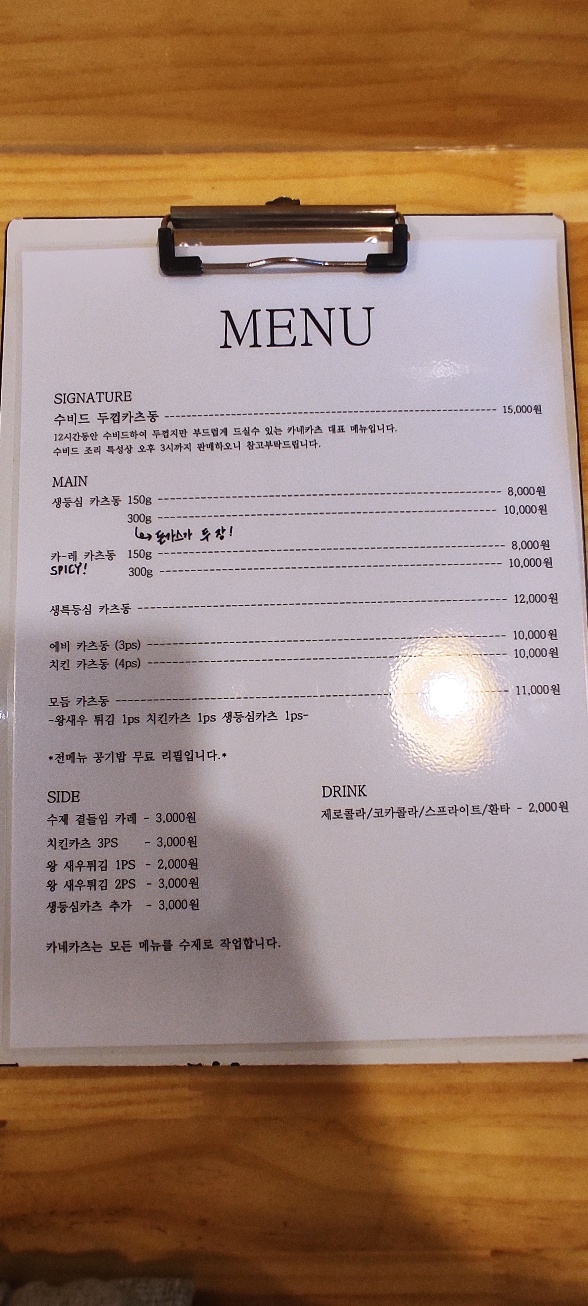 MENU
SIGNATURE
수비드 두껍카츠동 ---------- 15,000원
12시간동안 수비드하여 두껍지만 부드럽게 드실수 있는 카네카츠 대표 메뉴입니다.
수비드 조리 특성상 오후 3시까지 판매하오니 참고부탁드립니다.
MAIN
생등심 카츠동 150g ---------- 8,000원
300g ---------- 10,000원
↳ 돈까스가 두 장!
카-레 카츠동 150g ---------- 8,000원
SPICY! 300g ---------- 10,000원
생특등심 카츠동 ---------- 12,000원
에비 카츠동 (3ps) ---------- 10,000원
치킨 카츠동 (4ps) ---------- 10,000원
모듬 카츠동 ---------- 11,000원
-왕새우 튀김 1ps 치킨카츠 1ps 생등심카츠 1ps-
*전메뉴 공기밥 무료 리필입니다.*
SIDE
수제 곁들임 카레 - 3,000원
치킨카츠 3PS - 3,000원
왕 새우튀김 1PS - 2,000원
왕 새우튀김 2PS - 3,000원
생등심카츠 추가 - 3,000원
DRINK
제로콜라/코카콜라/스프라이트/환타 - 2,000원
카네카츠는 모든 메뉴를 수제로 작업합니다.